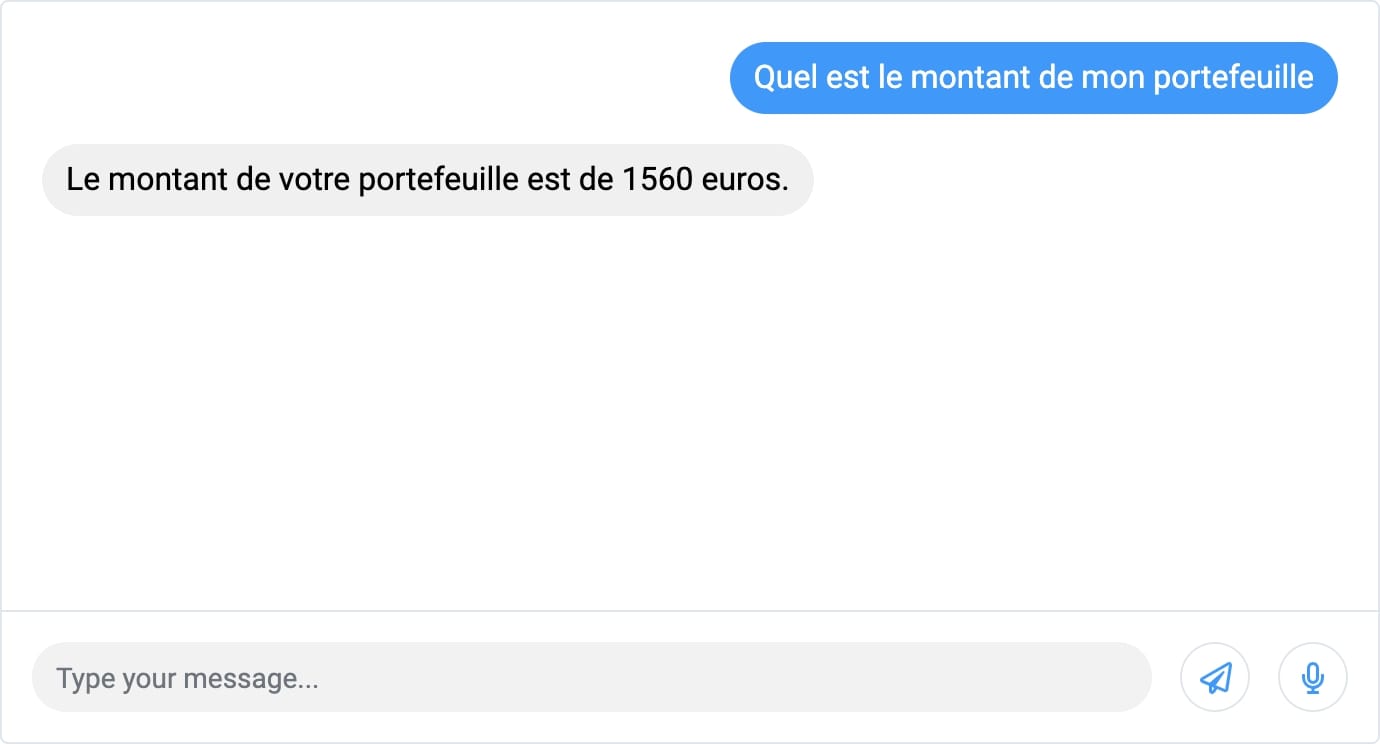 Quel est le montant de mon portefeuille
Le montant de votre portefeuille est de 1560 euros.
Type your message...